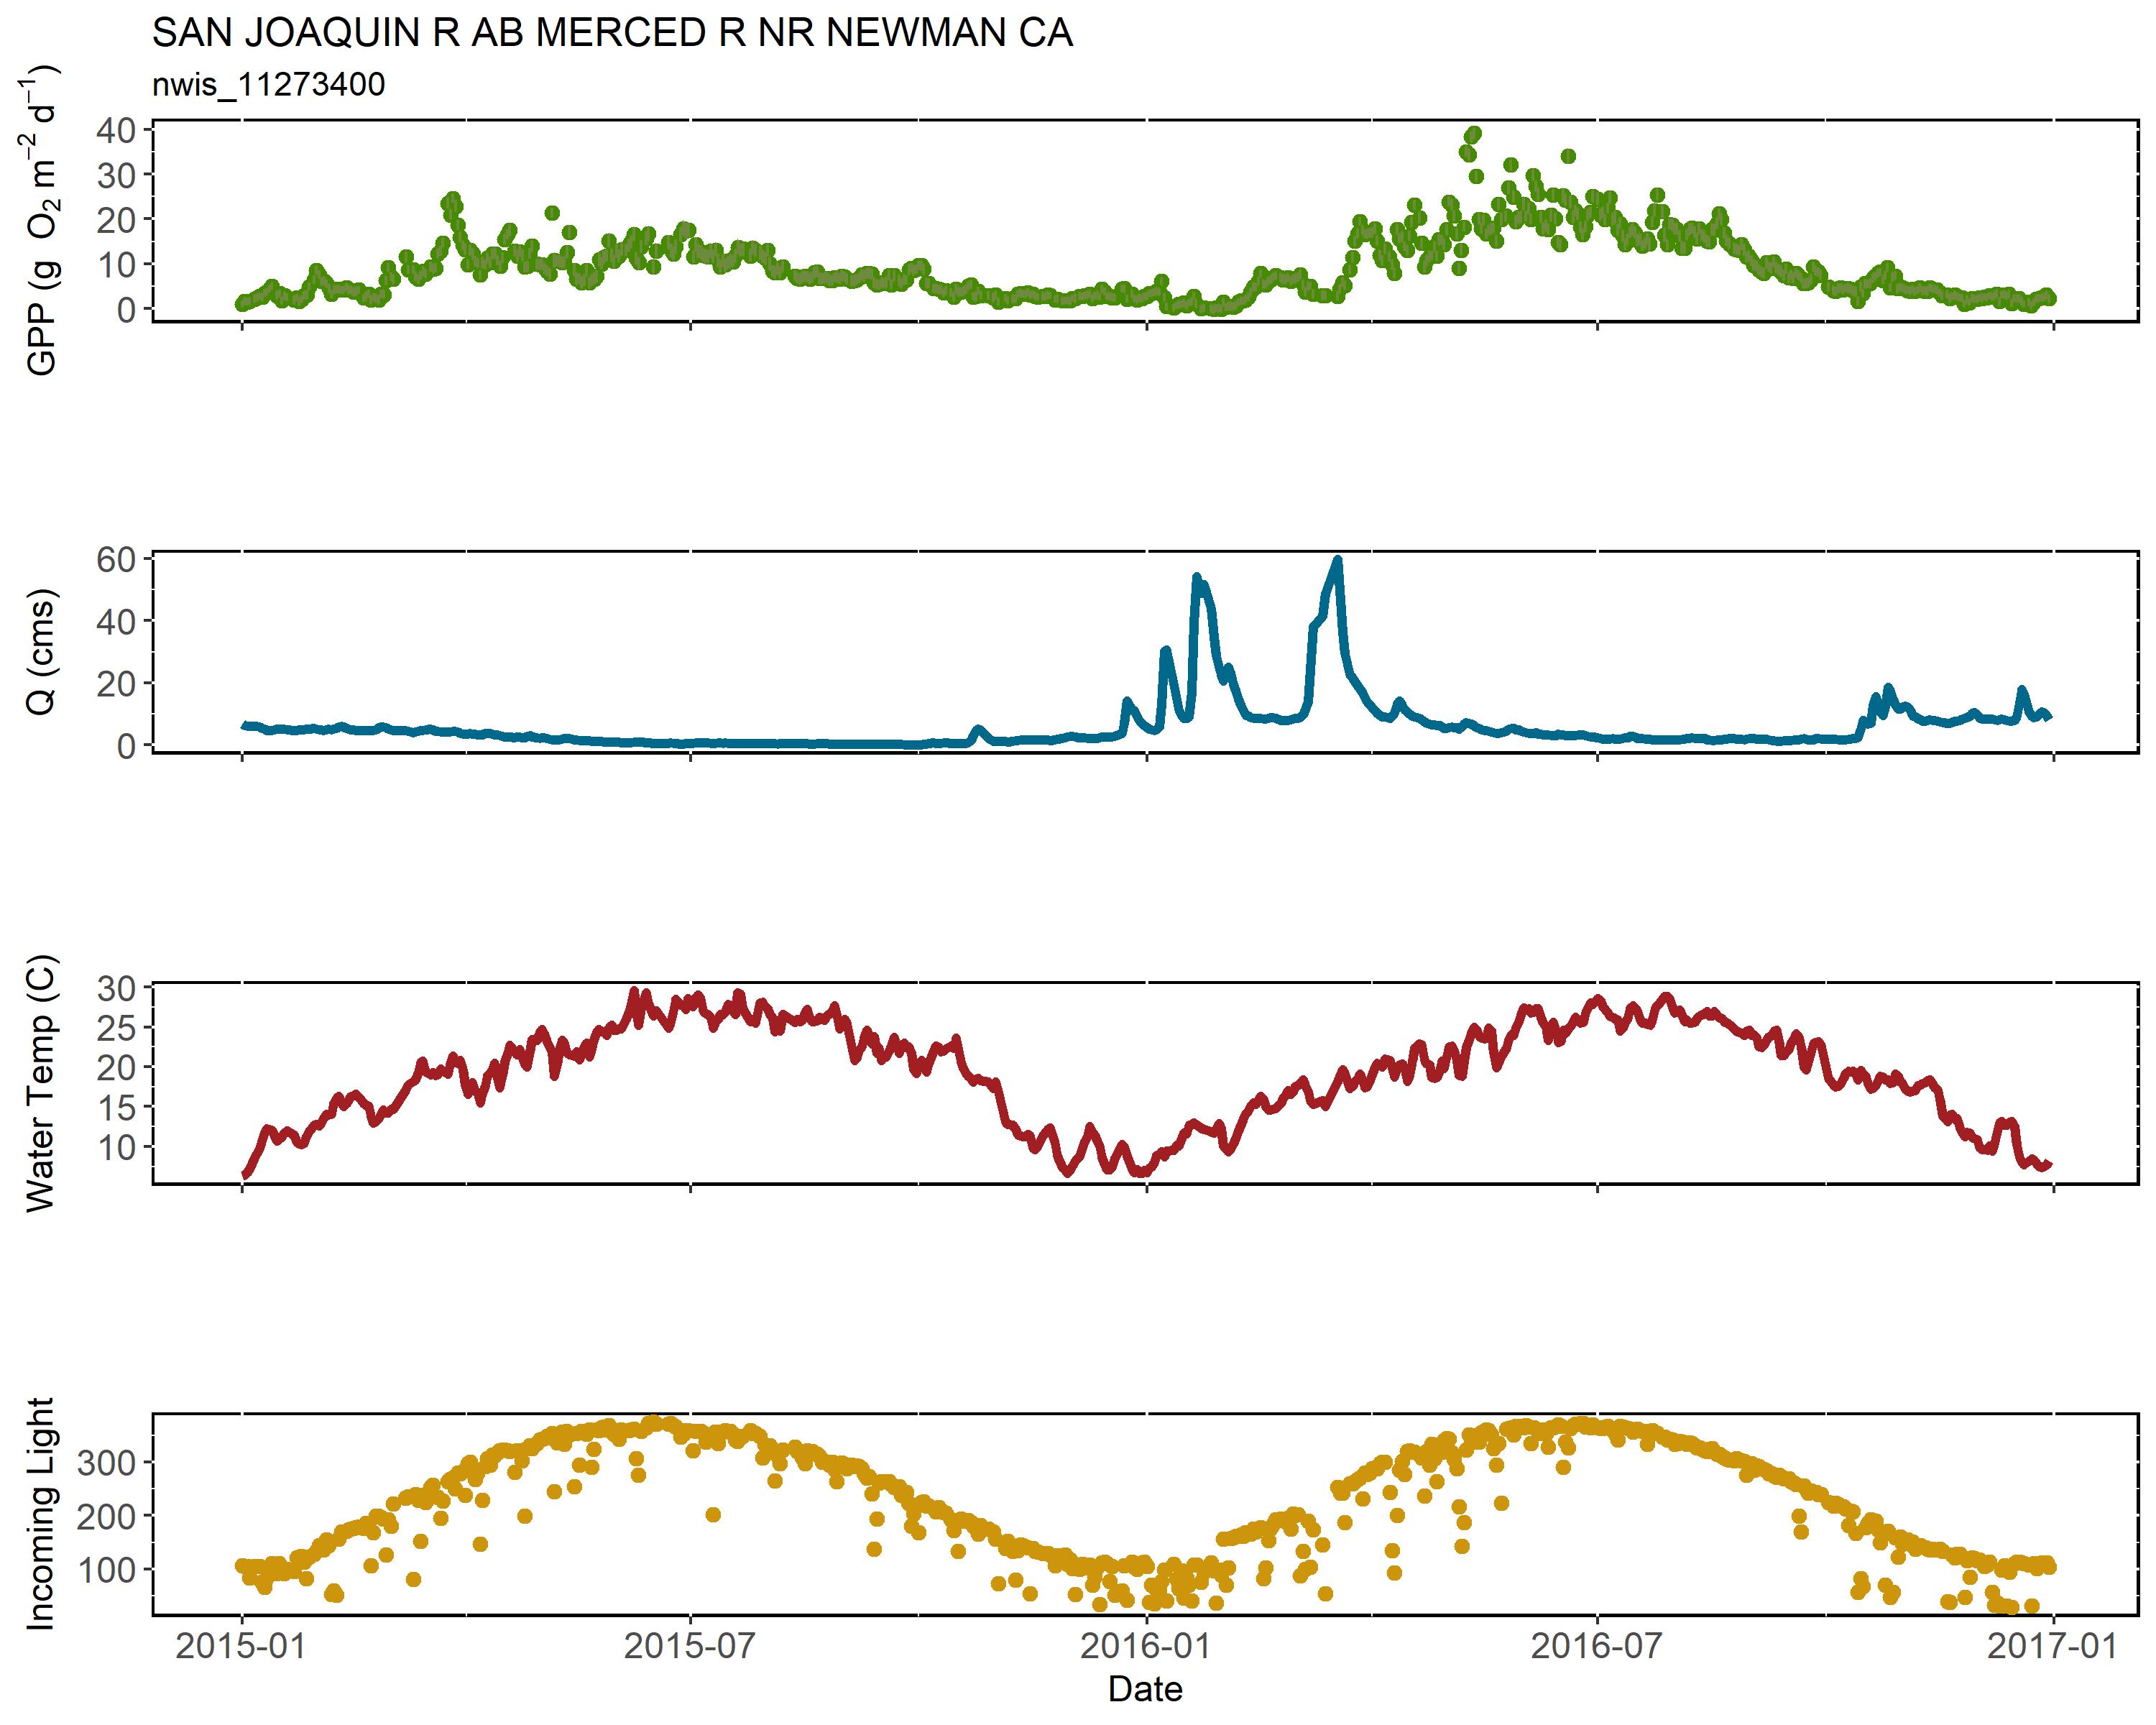 SAN JOAQUIN R AB MERCED R NR NEWMAN CA
nwis_11273400
GPP (g O₂ m⁻² d⁻¹)
40
30
20
10
0
Q (cms)
60
40
20
0
Water Temp (C)
30
25
20
15
10
Incoming Light
300
200
100
2015-01 2015-07 2016-01 2016-07 2017-01
Date